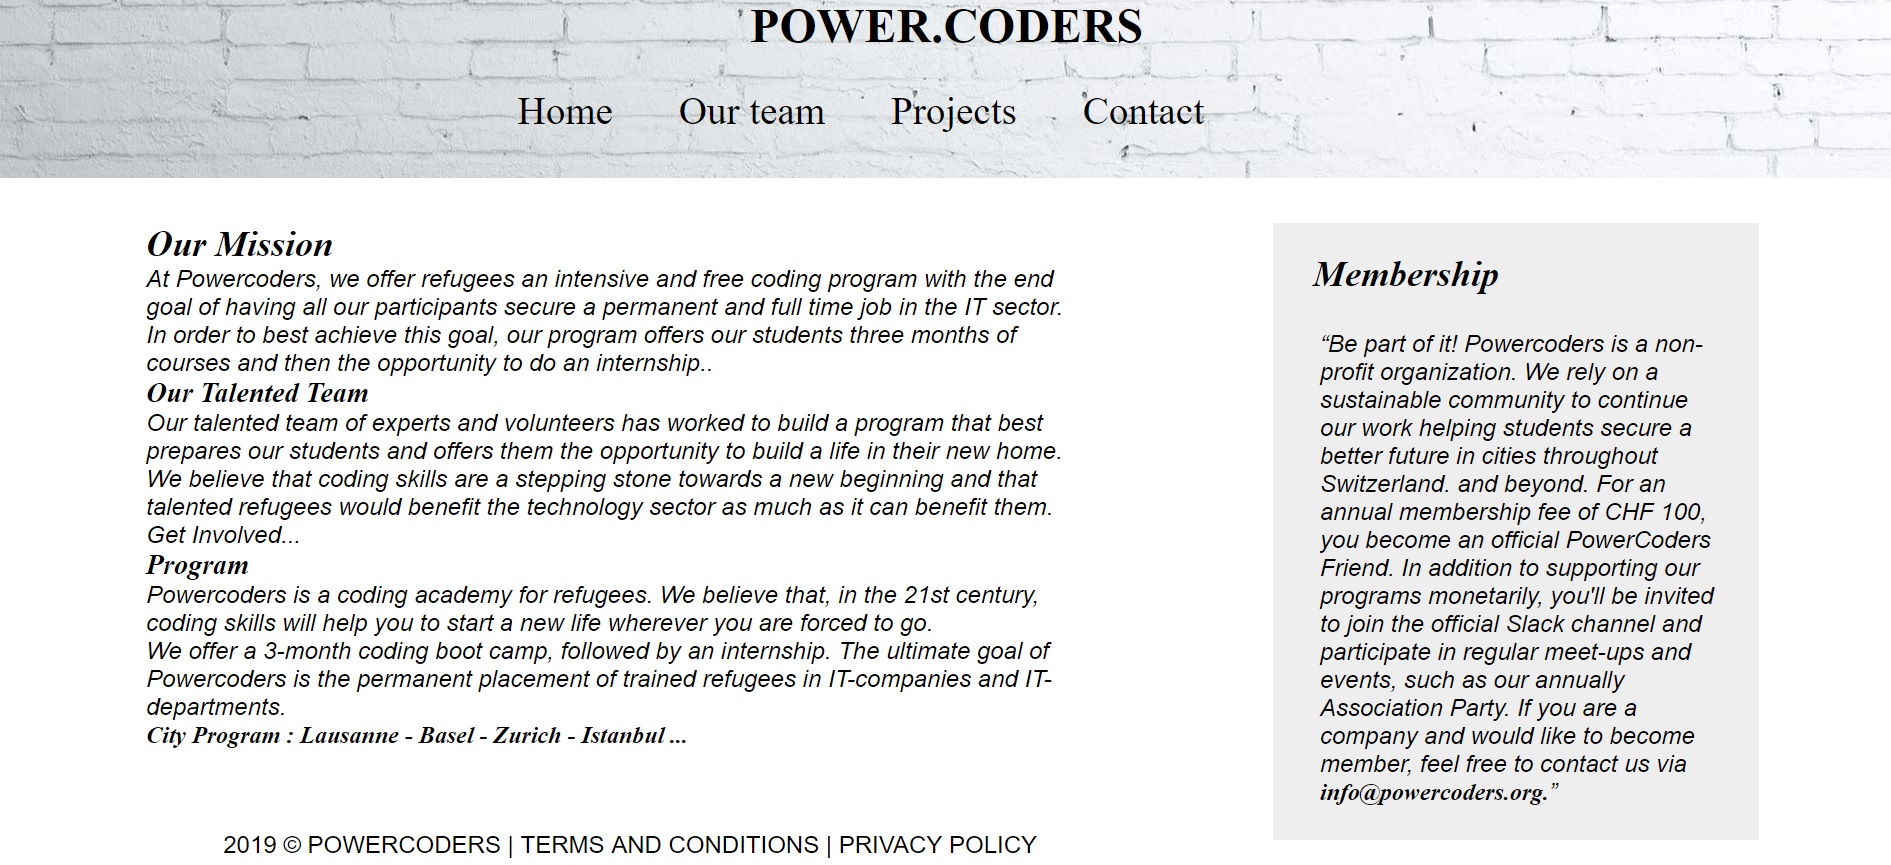 POWER.CODERS
Home Our team Projects Contact
Our Mission
At Powercoders, we offer refugees an intensive and free coding program with the end
goal of having all our participants secure a permanent and full time job in the IT sector.
In order to best achieve this goal, our program offers our students three months of
courses and then the opportunity to do an internship..
Our Talented Team
Our talented team of experts and volunteers has worked to build a program that best
prepares our students and offers them the opportunity to build a life in their new home.
We believe that coding skills are a stepping stone towards a new beginning and that
talented refugees would benefit the technology sector as much as it can benefit them.
Get Involved...
Program
Powercoders is a coding academy for refugees. We believe that, in the 21st century,
coding skills will help you to start a new life wherever you are forced to go.
We offer a 3-month coding boot camp, followed by an internship. The ultimate goal of
Powercoders is the permanent placement of trained refugees in IT-companies and IT-
departments.
City Program : Lausanne - Basel - Zurich - Istanbul ...
Membership
“Be part of it! Powercoders is a non-
profit organization. We rely on a
sustainable community to continue
our work helping students secure a
better future in cities throughout
Switzerland. and beyond. For an
annual membership fee of CHF 100,
you become an official PowerCoders
Friend. In addition to supporting our
programs monetarily, you'll be invited
to join the official Slack channel and
participate in regular meet-ups and
events, such as our annually
Association Party. If you are a
company and would like to become
member, feel free to contact us via
info@powercoders.org.”
2019 © POWERCODERS | TERMS AND CONDITIONS | PRIVACY POLICY